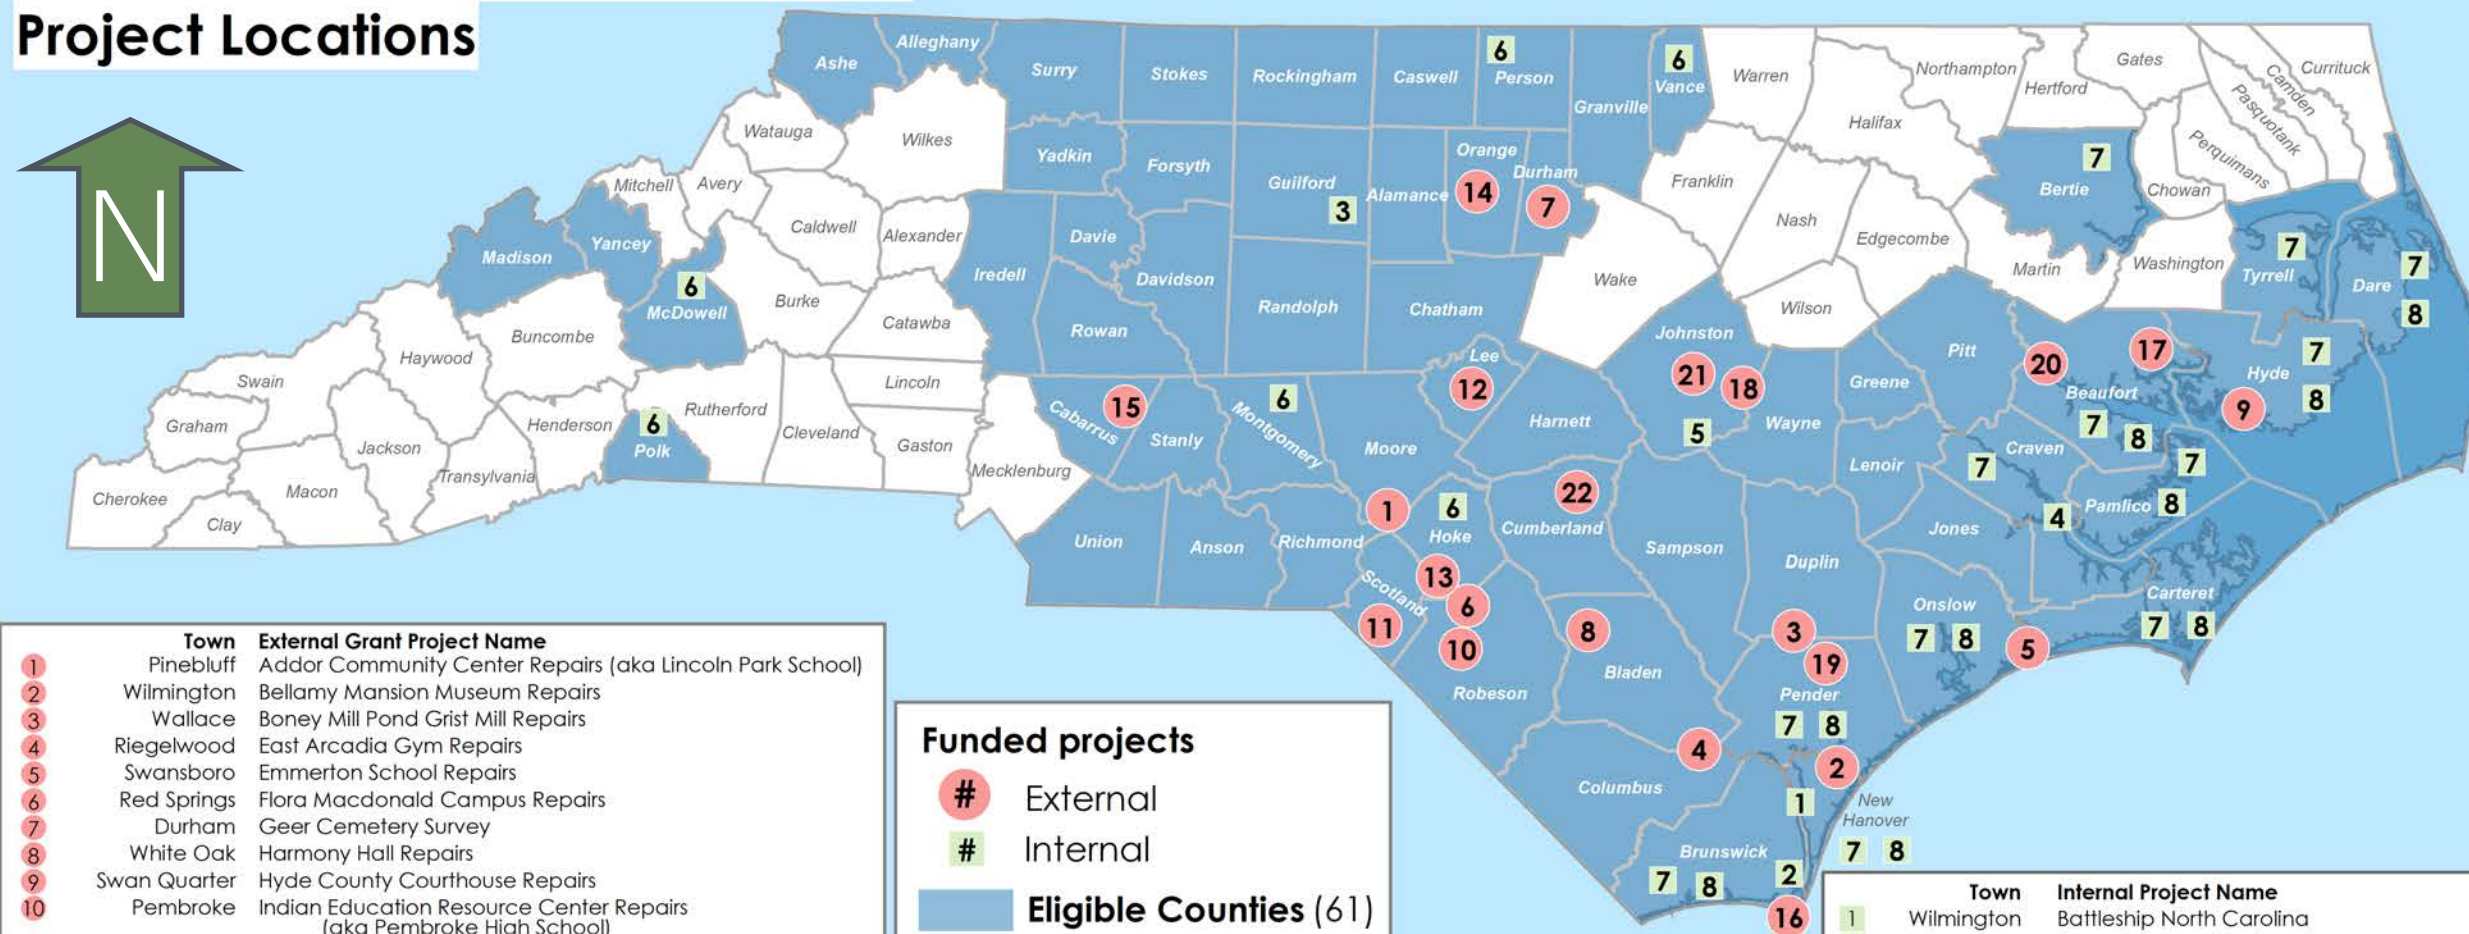 Project Locations
N
Ashe
Alleghany
Surry
Stokes
Rockingham
Caswell
6
Person
Granville
6
Vance
Warren
Northampton
Hertford
Gates
Camden
Currituck
Pasquotank
Perquimans
Halifax
Watauga
Wilkes
Yadkin
Forsyth
Guilford
3
Alamance
Orange
14
Durham
7
Franklin
Nash
Edgecombe
7
Bertie
Chowan
Mitchell
Avery
Caldwell
Alexander
Davie
Iredell
Davidson
Randolph
Chatham
Wake
Wilson
Martin
Washington
7
Tyrrell
7
Dare
8
Madison
Yancey
6
McDowell
Burke
Catawba
Rowan
Lee
12
Johnston
21
18
5
Wayne
Greene
Pitt
20
17
Beaufort
7
8
7
Hyde
8
9
Buncombe
Haywood
Swain
Graham
Cherokee
Clay
Macon
Jackson
Transylvania
Henderson
6
Polk
Rutherford
Cleveland
Lincoln
Gaston
Mecklenburg
Cabarrus
15
Stanly
6
Montgomery
Moore
Harnett
Lenoir
7
Craven
7
Pamlico
8
4
Jones
Union
Anson
Richmond
1
6
Hoke
22
Cumberland
Sampson
Duplin
Scotland
13
6
11
10
Robeson
8
Bladen
3
19
Pender
7 8
Onslow
7 8
5
Carteret
7 8
4
2
Columbus
1
New
Hanover
7 8
Brunswick
7 8
2
16
Town External Grant Project Name
1 Pinebluff Addor Community Center Repairs (aka Lincoln Park School)
2 Wilmington Bellamy Mansion Museum Repairs
3 Wallace Boney Mill Pond Grist Mill Repairs
4 Riegelwood East Arcadia Gym Repairs
5 Swansboro Emmerton School Repairs
6 Red Springs Flora Macdonald Campus Repairs
7 Durham Geer Cemetery Survey
8 White Oak Harmony Hall Repairs
9 Swan Quarter Hyde County Courthouse Repairs
10 Pembroke Indian Education Resource Center Repairs
(aka Pembroke High School)
Funded projects
# External
# Internal
Eligible Counties (61)
Town Internal Project Name
1 Wilmington Battleship North Carolina